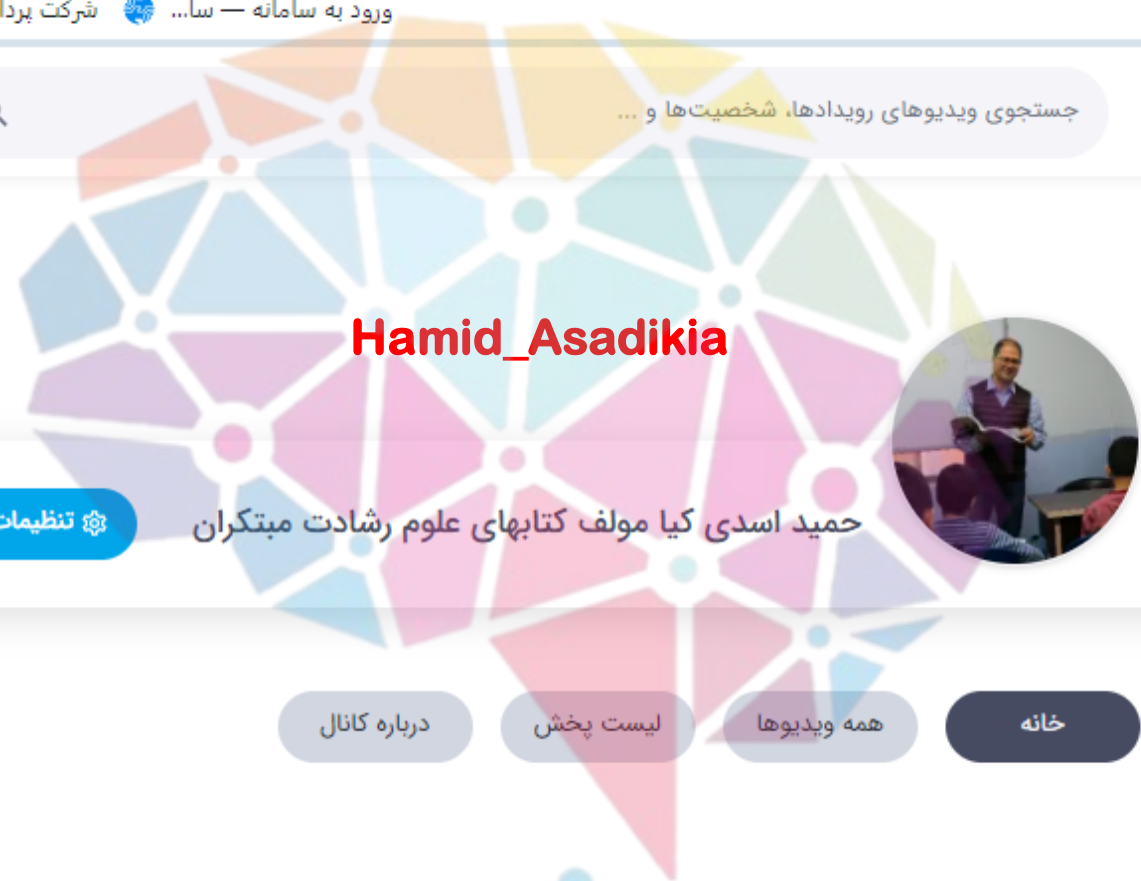 ورود به سامانه — سا...
شرکت
جستجوی ویدیوهای رویدادها، شخصیت‌ها و ...
Hamid_Asadikia
حمید اسدی کیا مولف کتابهای علوم رشادت مبتکران
تنظیمات
خانه
همه ویدیوها
لیست پخش
درباره کانال